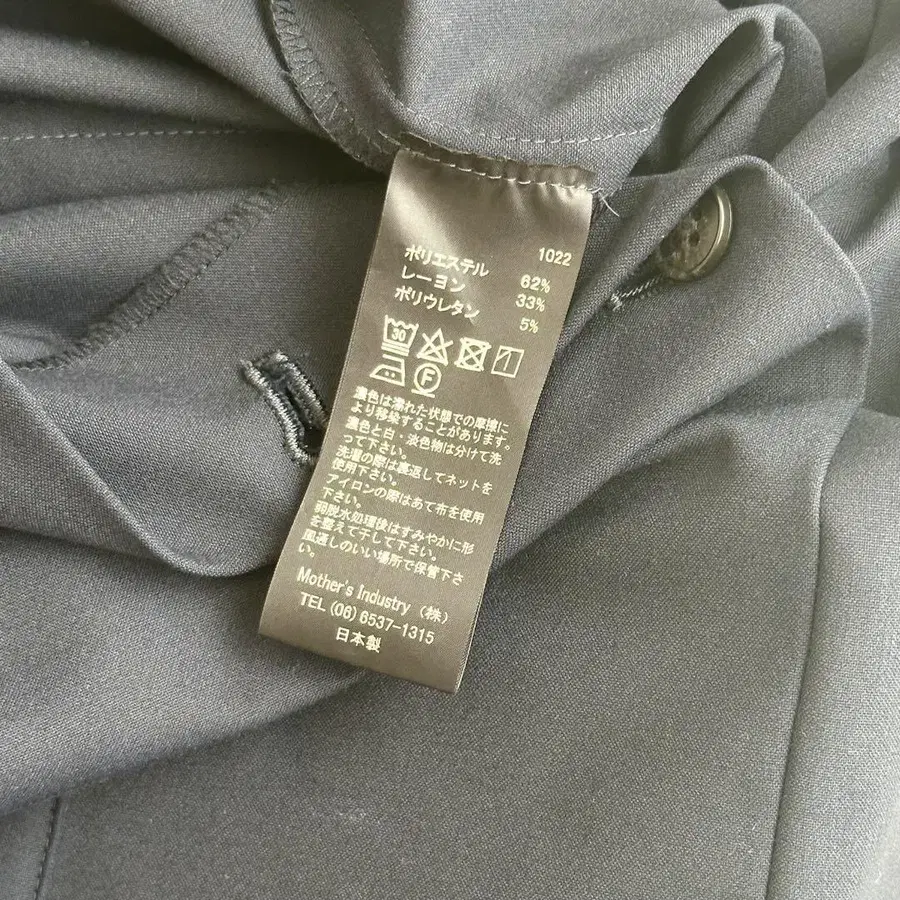 1022
ポリエステル 62%
レーヨン 33%
ポリウレタン 5%
30
F
濃色は濡れた状態での摩擦に
より移染することがあります。
濃色と白・淡色物は分けて洗
って下さい。
洗濯の際は裏返してネットを
使用下さい。
アイロンの際はあて布を使用
下さい。
弱脱水処理後はすみやかに形
を整えて干して下さい。
風通しのいい場所で保管下さ
い。
Mother's Industry (株)
TEL (06) 6537-1315
日本製